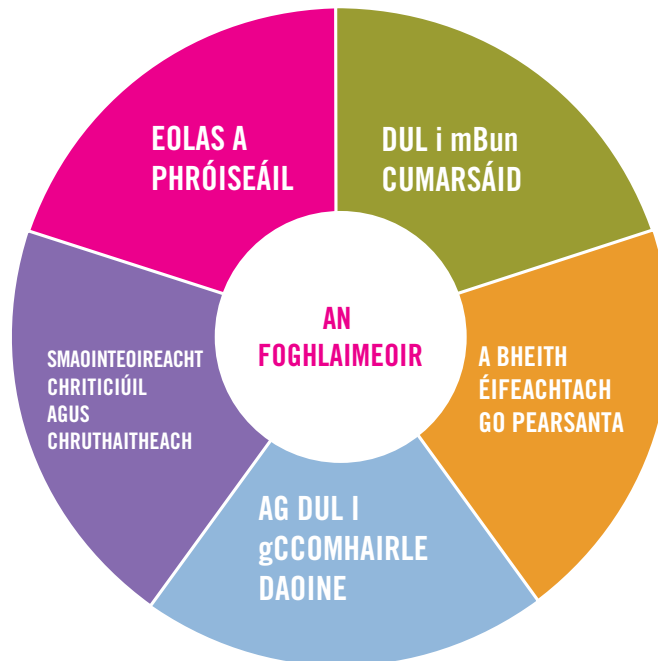 EOLAS A
PHRÓISEÁIL
DUL i mBun
CUMARSÁID
AN
FOGHLAIMEOIR
SMAOINTEOIREACHT
CHRITICIÚIL
AGUS
CHRUTHAITHEACH
A BHEITH
ÉIFEACHTACH
GO PEARSANTA
AG DUL I
gCCOMHAIRLE
DAOINE